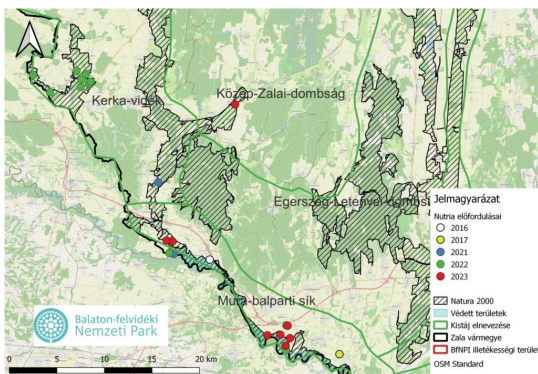 Kerka-vidék
Közép-Zalai-dombság
Egerszeg-Letenyei-dombs
Mura-balparti sík
Jelmagyarázat
Nutria előfordulásai
2016
2017
2021
2022
2023
Natura 2000
Védett területek
Kistáj elnevezése
Zala vármegye
BfNPI illetékességi terület
OSM Standard
Balaton-felvidéki
Nemzeti Park
0 5 10 15 20 km